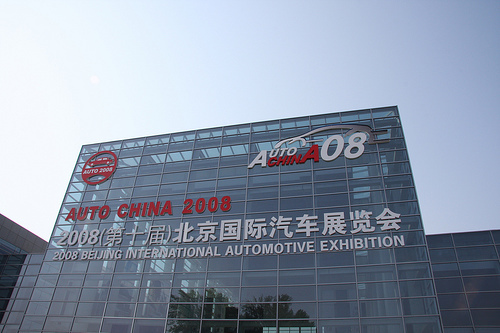 AUTO 2008
AUTO CHINA 08
AUTO CHINA 2008
2008(第十届)北京国际汽车展览会
2008 BEIJING INTERNATIONAL AUTOMOTIVE EXHIBITION